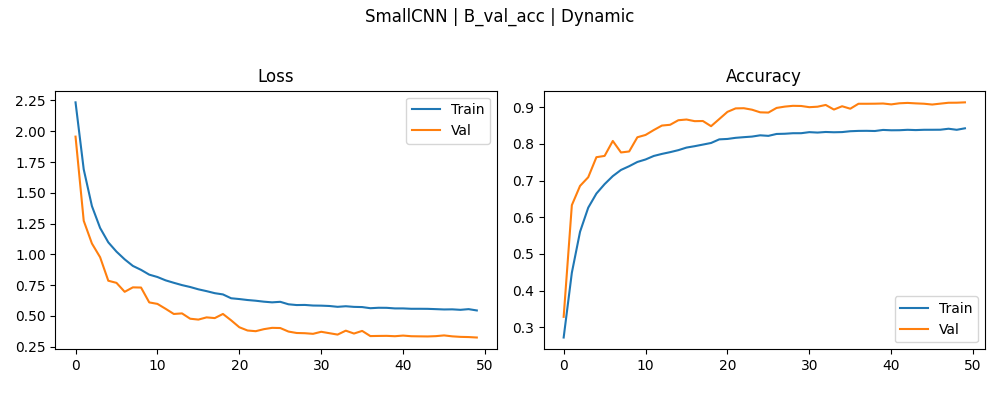 SmallCNN | B_val_acc | Dynamic
Loss
2.25
2.00
1.75
1.50
1.25
1.00
0.75
0.50
0.25
0 10 20 30 40 50
Train
Val
Accuracy
0.9
0.8
0.7
0.6
0.5
0.4
0.3
0 10 20 30 40 50
Train
Val